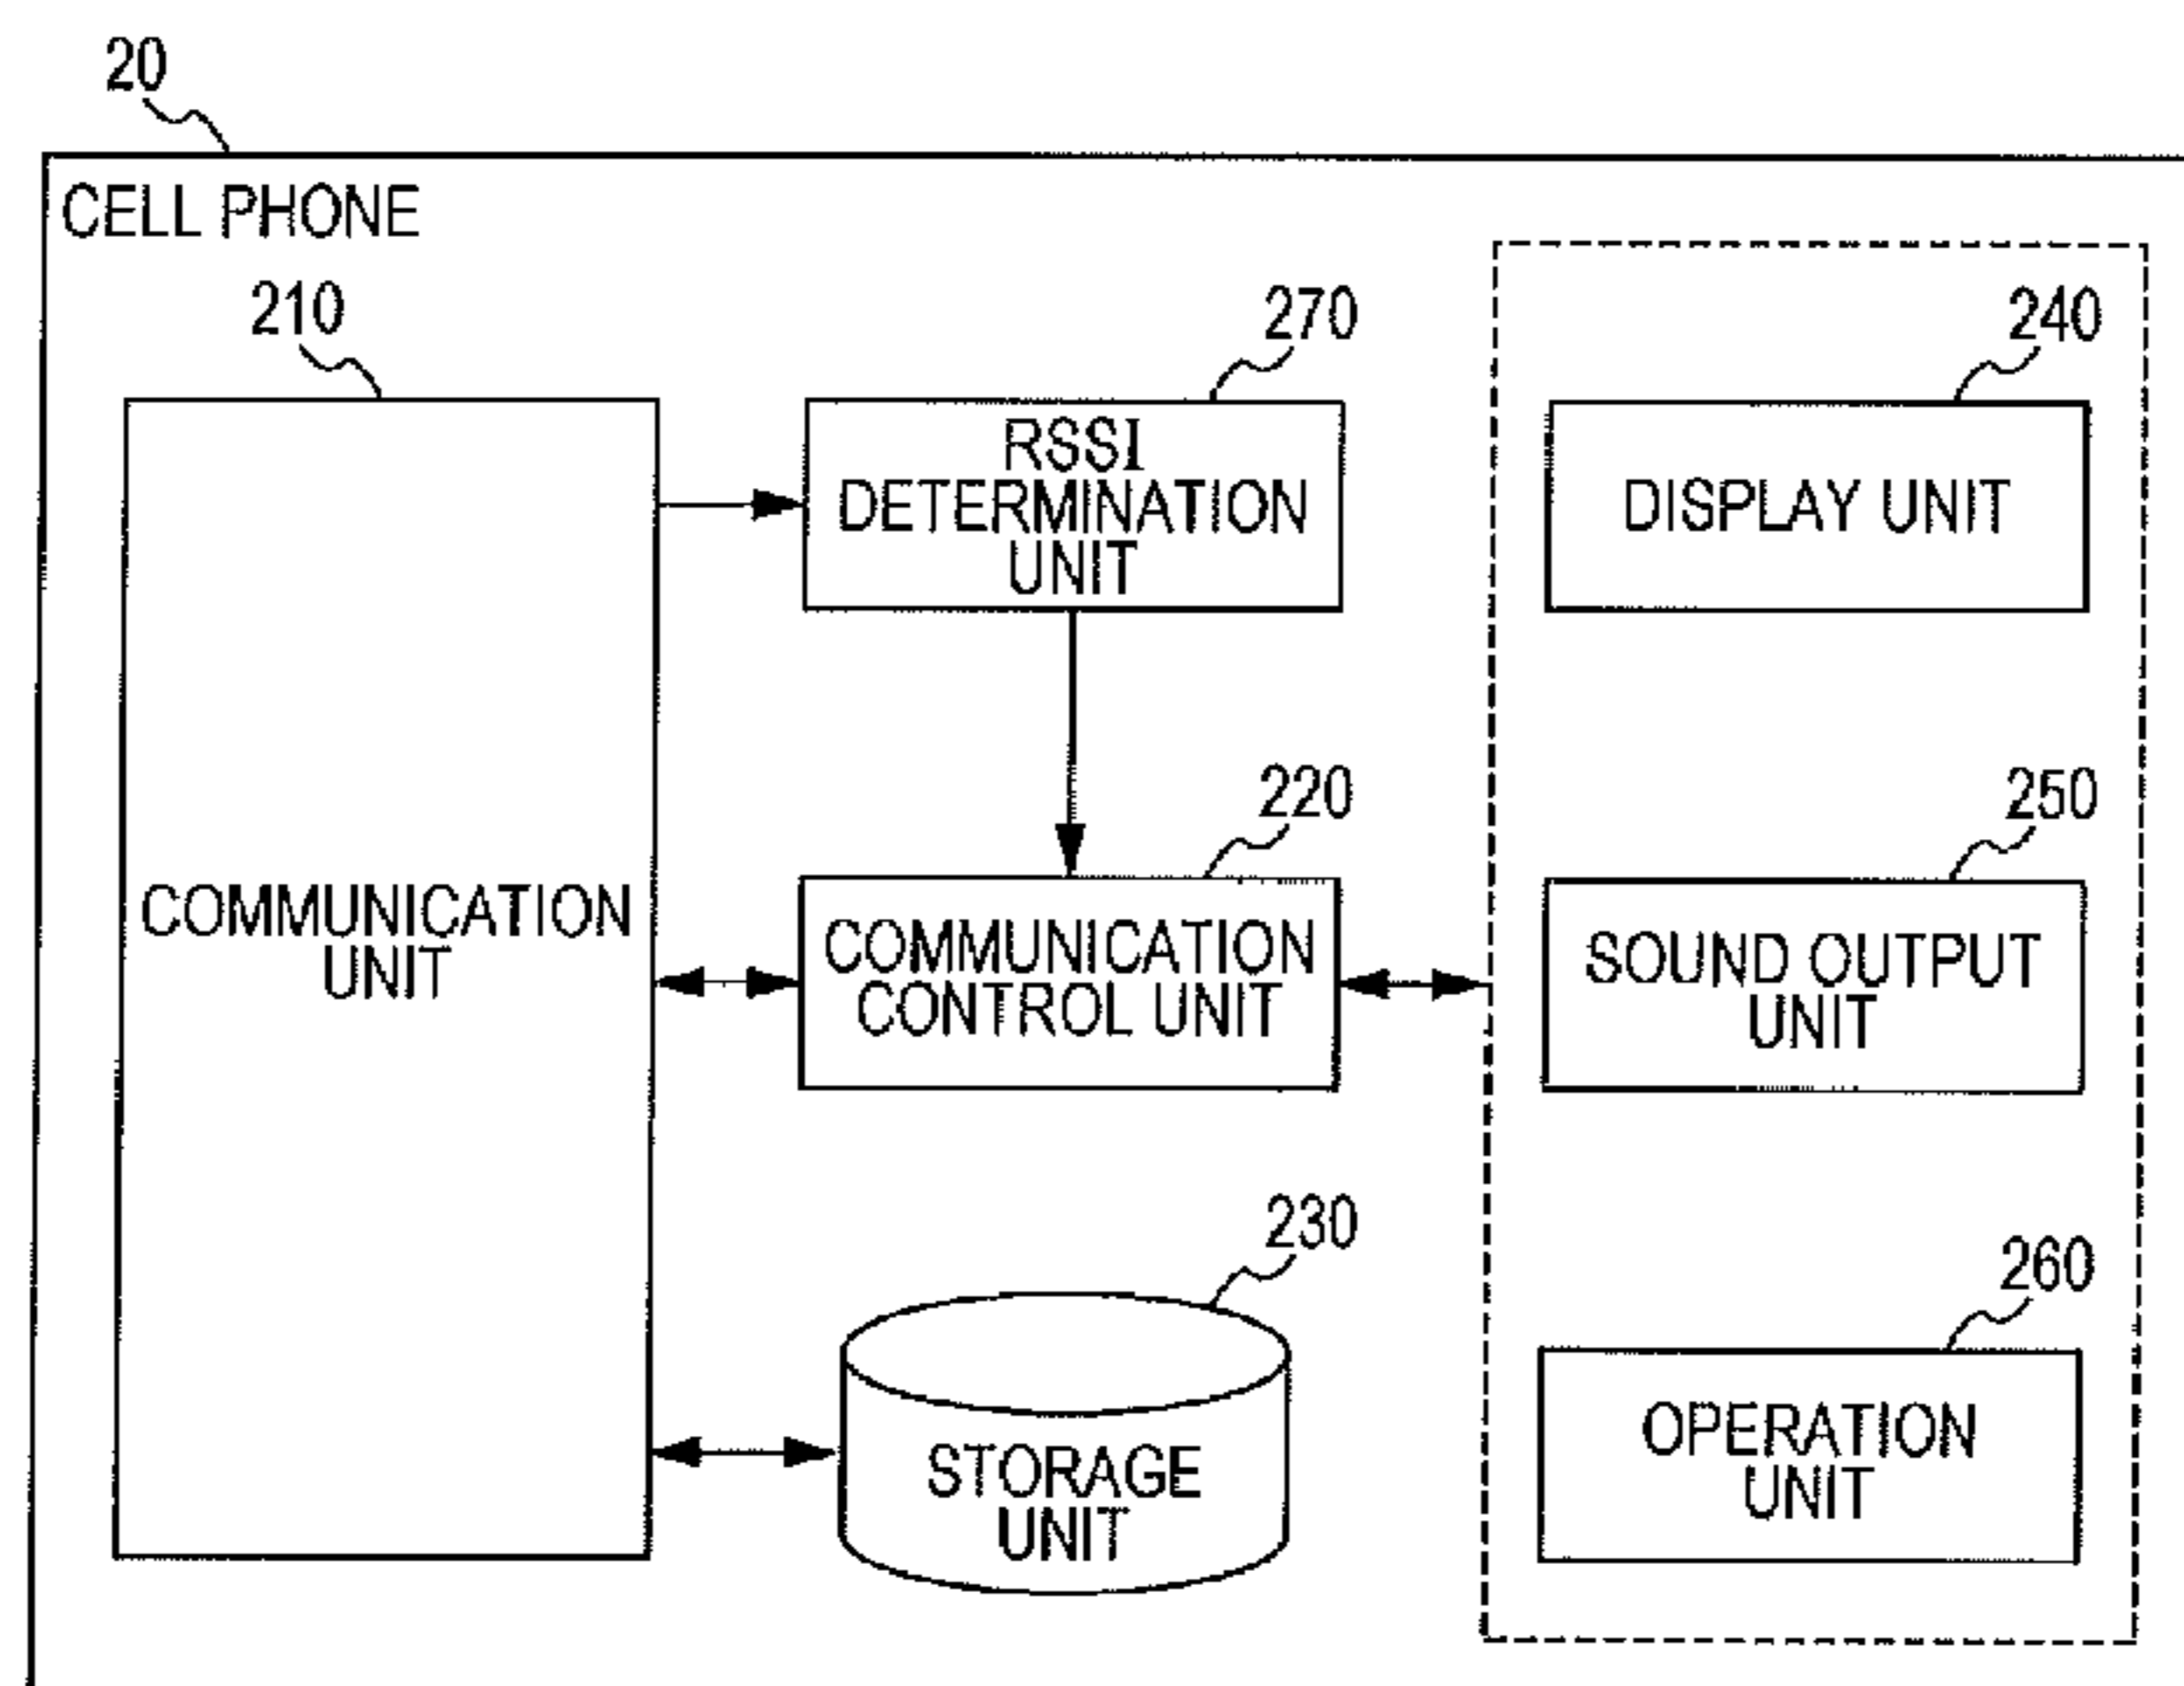 20
CELL PHONE
210
270
240
RSSI
DETERMINATION
UNIT
DISPLAY UNIT
220
250
COMMUNICATION
UNIT
COMMUNICATION
CONTROL UNIT
SOUND OUTPUT
UNIT
230
260
STORAGE
UNIT
OPERATION
UNIT